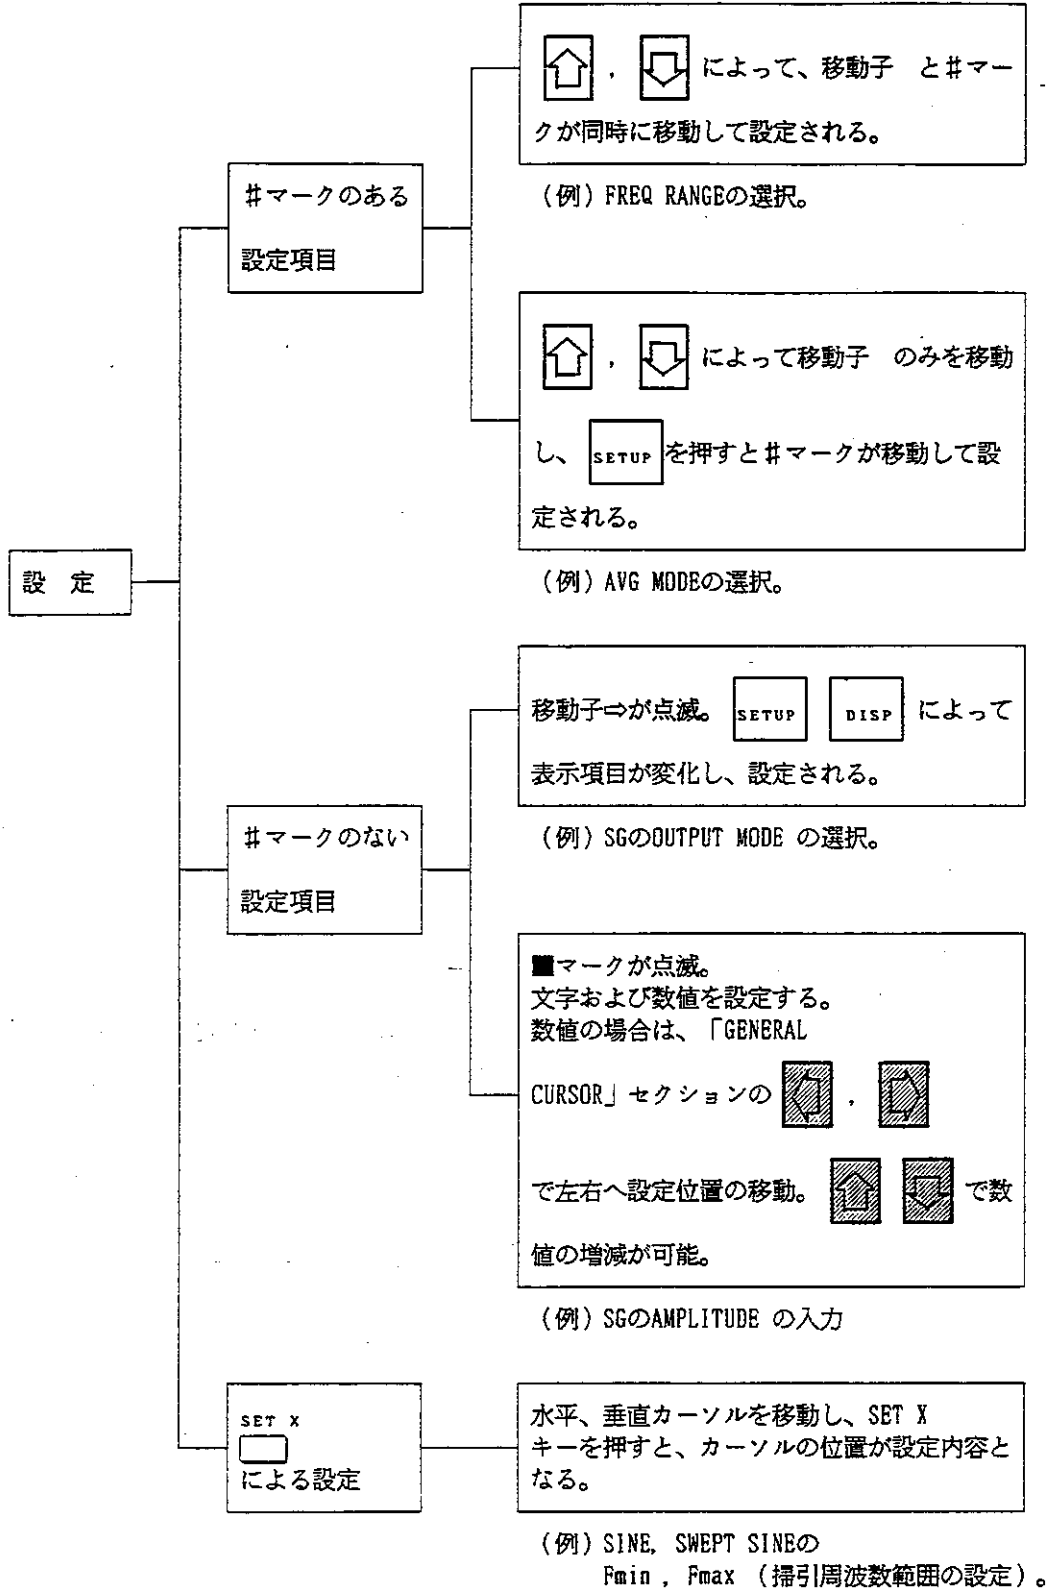 設 定
♯マークのある
設定項目
， によって、移動子 と♯マー
クが同時に移動して設定される。
（例）FREQ RANGEの選択。
， によって移動子 のみを移動
し、 SETUP を押すと♯マークが移動して設
定される。
（例）AVG MODEの選択。
♯マークのない
設定項目
移動子⇒が点滅。 SETUP DISP によって
表示項目が変化し、設定される。
（例）SGのOUTPUT MODE の選択。
■マークが点滅。
文字および数値を設定する。
数値の場合は、「GENERAL
CURSOR」セクションの ，
で左右へ設定位置の移動。 で数
値の増減が可能。
（例）SGのAMPLITUDE の入力
SET X
による設定
水平、垂直カーソルを移動し、SET X
キーを押すと、カーソルの位置が設定内容と
なる。
（例）SINE, SWEPT SINEの
Fmin , Fmax （掃引周波数範囲の設定）。